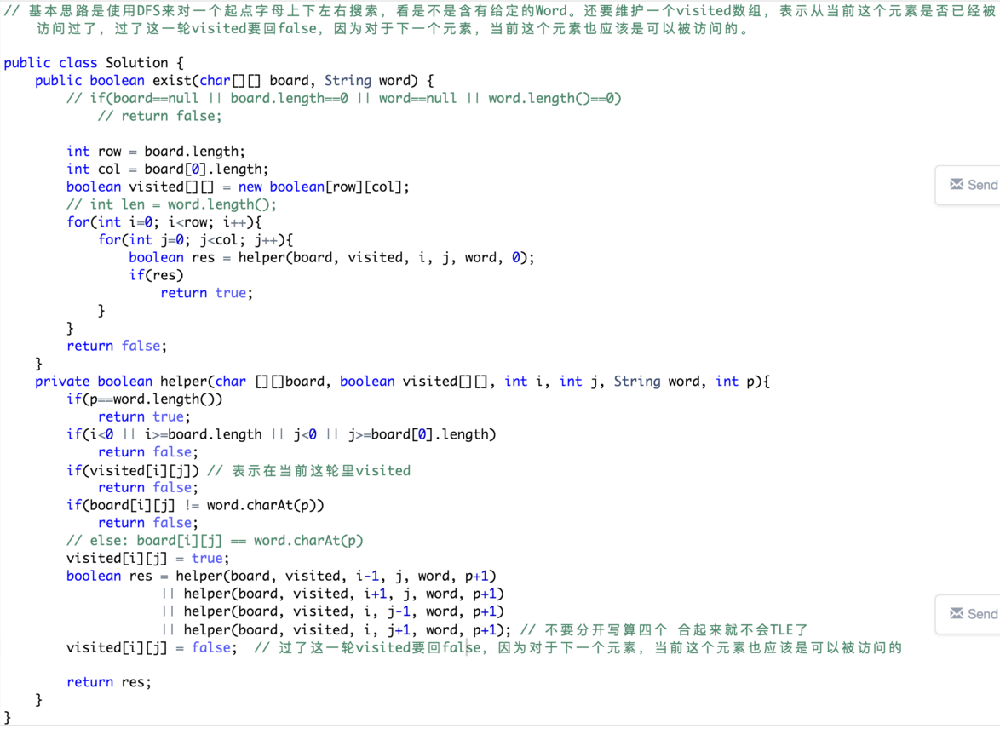 // 基本思路是使用DFS来对一个起点字母上下左右搜索，看是不是含有给定的Word。还要维护一个visited数组，表示从当前这个元素是否已经被
访问过了，过了这一轮visited要回false，因为对于下一个元素，当前这个元素也应该是可以被访问的。
public class Solution {
    public boolean exist(char[][] board, String word) {
        // if(board==null || board.length==0 || word==null || word.length()==0)
            // return false;
        int row = board.length;
        int col = board[0].length;
        boolean visited[][] = new boolean[row][col];
Send
        // int len = word.length();
        for(int i=0; i<row; i++){
            for(int j=0; j<col; j++){
                boolean res = helper(board, visited, i, j, word, 0);
                if(res)
                    return true;
            }
        }
        return false;
    }
    private boolean helper(char [][]board, boolean visited[][], int i, int j, String word, int p){
        if(p==word.length())
            return true;
        if(i<0 || i>=board.length || j<0 || j>=board[0].length)
            return false;
        if(visited[i][j]) // 表示在当前这轮里visited
            return false;
        if(board[i][j] != word.charAt(p))
            return false;
        // else: board[i][j] == word.charAt(p)
        visited[i][j] = true;
        boolean res = helper(board, visited, i-1, j, word, p+1)
                    || helper(board, visited, i+1, j, word, p+1)
                    || helper(board, visited, i, j-1, word, p+1)
Send
                    || helper(board, visited, i, j+1, word, p+1); // 不要分开写算四个 合起来就不会TLE了
        visited[i][j] = false;  // 过了这一轮visited要回false，因为对于下一个元素，当前这个元素也应该是可以被访问的
        return res;
    }
}